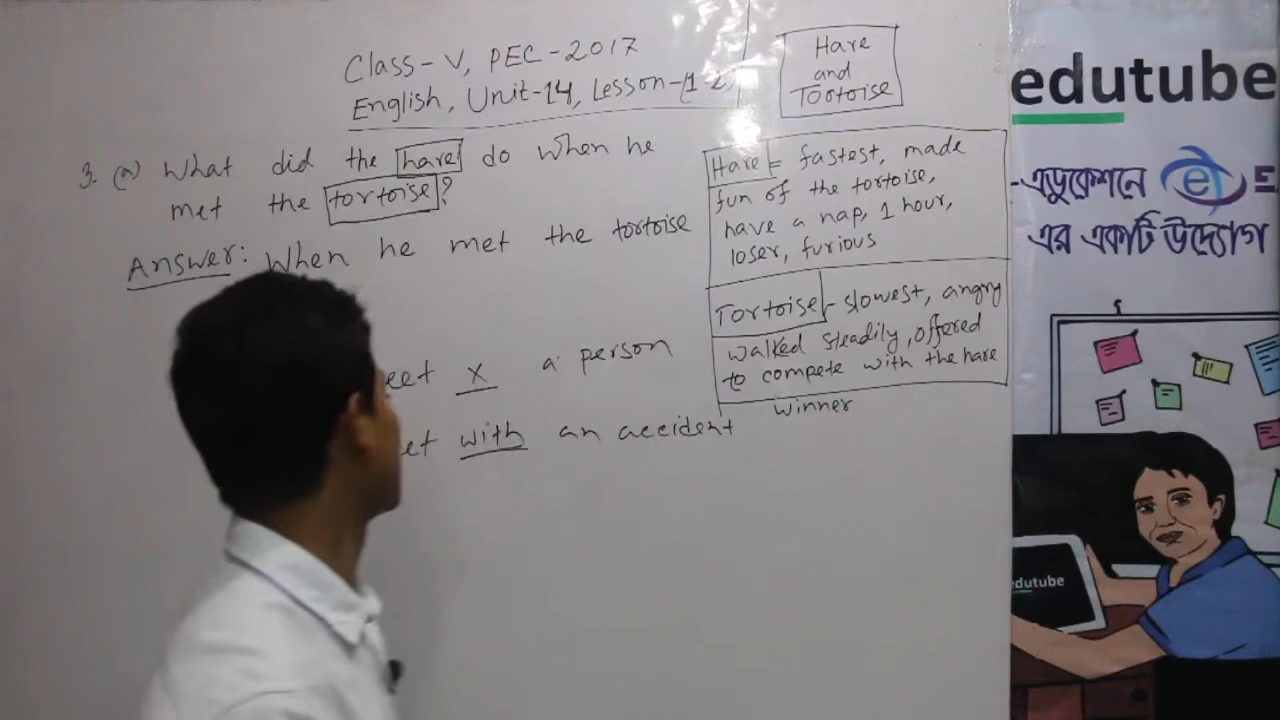 Class-V, PEC-2017
English, Unit-14, Lesson-(1-2)
Hare
and
Tortoise
3. (a) What did the hare do when he
met the tortoise?
Answer: When he met the tortoise
eet x a person
et with an accident
Hare = fastest, made
fun of the tortoise,
have a nap, 1 hour,
loser, furious
Tortoise - slowest, angry
walked steadily, offered
to compete with the hare
winner
edutube
-এডুকেশনে e E
এর একটি উদ্যোগ
edutube